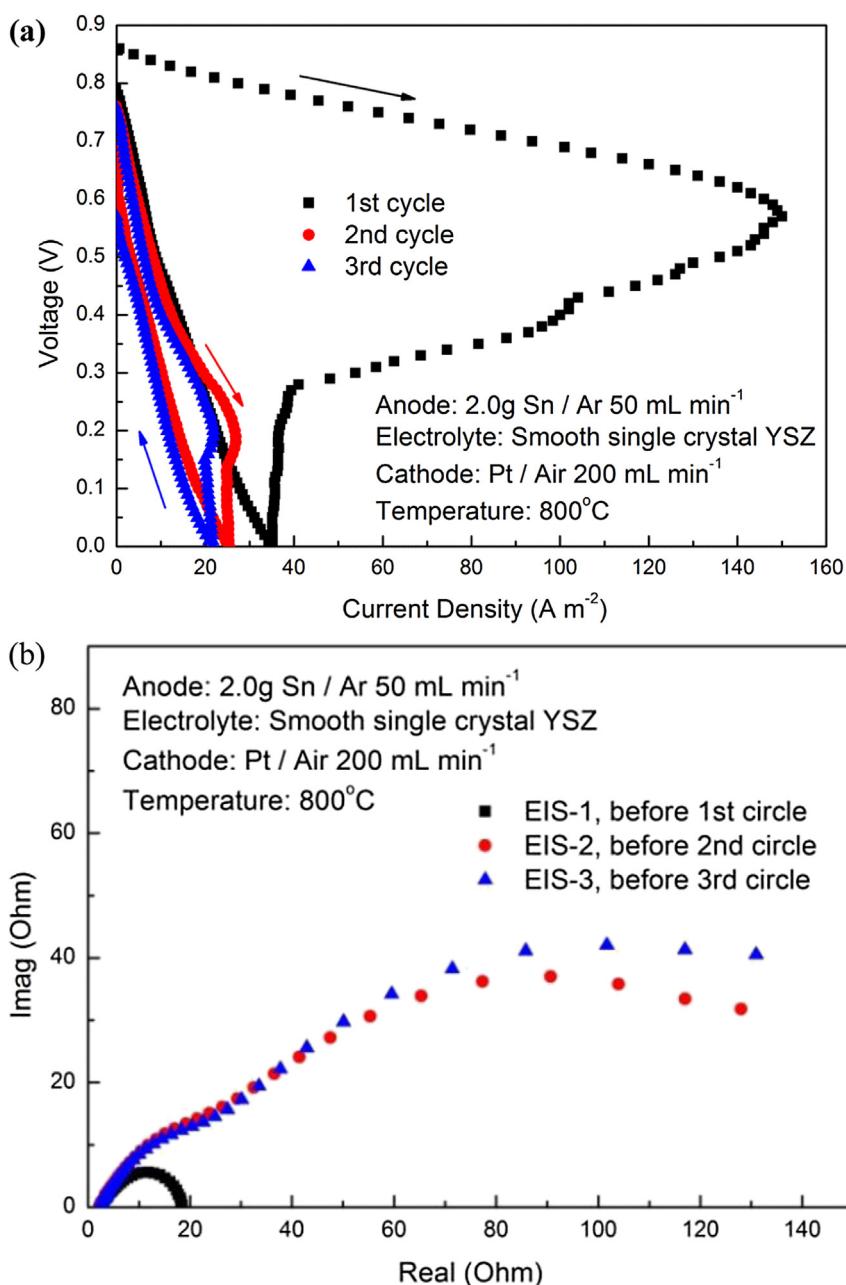 (a)
0.9
0.8
0.7
0.6
0.5
0.4
0.3
0.2
0.1
0.0
Voltage (V)
1st cycle
2nd cycle
3rd cycle
Anode: 2.0g Sn / Ar 50 mL min⁻¹
Electrolyte: Smooth single crystal YSZ
Cathode: Pt / Air 200 mL min⁻¹
Temperature: 800°C
0 20 40 60 80 100 120 140 160
Current Density (A m⁻²)
(b)
80
60
40
20
0
Imag (Ohm)
Anode: 2.0g Sn / Ar 50 mL min⁻¹
Electrolyte: Smooth single crystal YSZ
Cathode: Pt / Air 200 mL min⁻¹
Temperature: 800°C
EIS-1, before 1st circle
EIS-2, before 2nd circle
EIS-3, before 3rd circle
0 20 40 60 80 100 120 140
Real (Ohm)